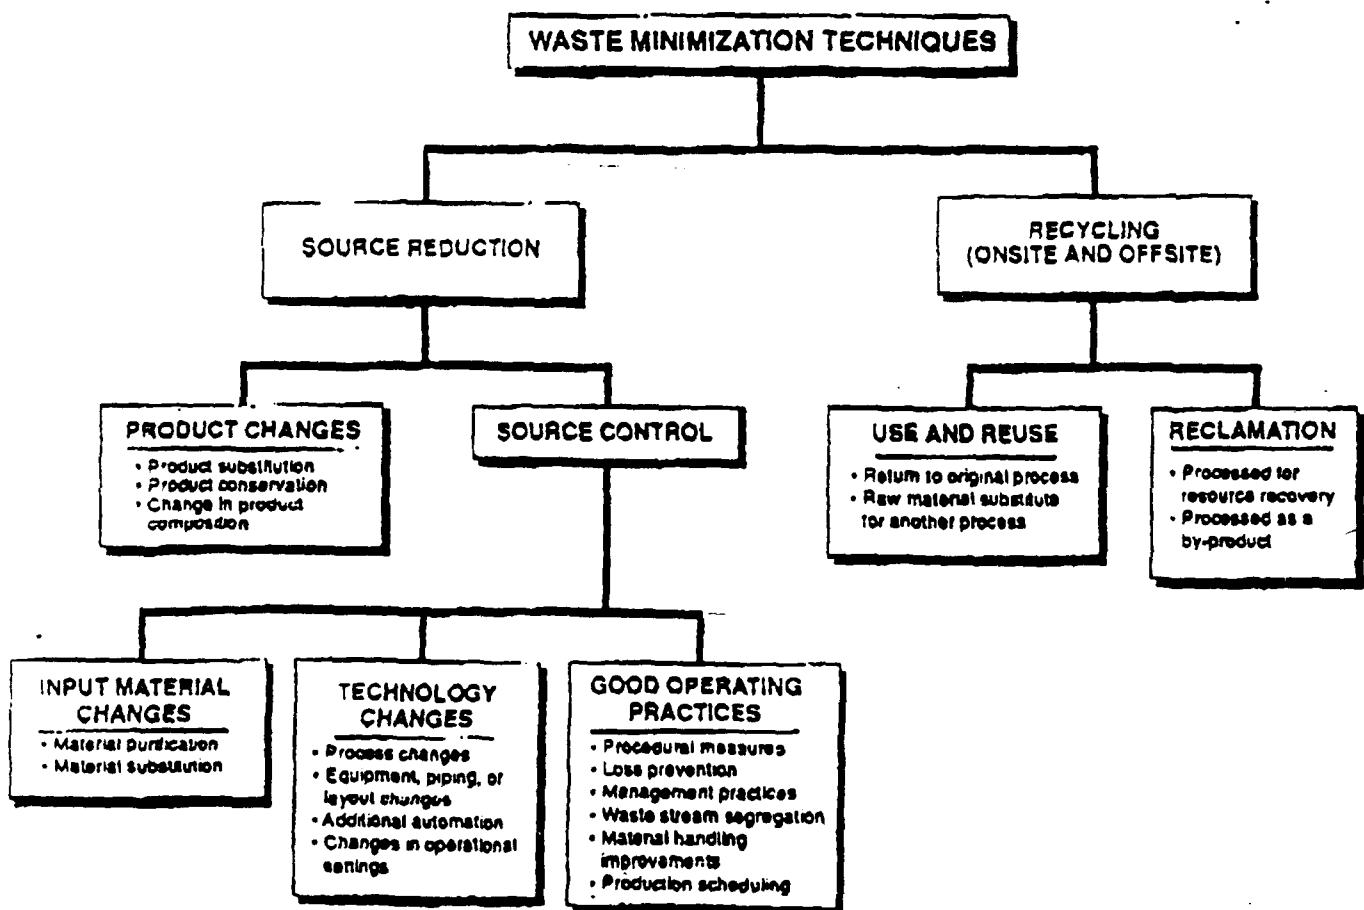 WASTE MINIMIZATION TECHNIQUES
SOURCE REDUCTION
RECYCLING
(ONSITE AND OFFSITE)
PRODUCT CHANGES
• Product substitution
• Product conservation
• Change in product
composition
SOURCE CONTROL
USE AND REUSE
• Return to original process
• Raw material substitute
for another process
RECLAMATION
• Processed for
resource recovery
• Processed as a
by-product
INPUT MATERIAL
CHANGES
• Material purification
• Material substitution
TECHNOLOGY
CHANGES
• Process changes
• Equipment, piping, or
layout changes
• Additional automation
• Changes in operational
settings
GOOD OPERATING
PRACTICES
• Procedural measures
• Loss prevention
• Management practices
• Waste stream segregation
• Material handling
improvements
• Production scheduling